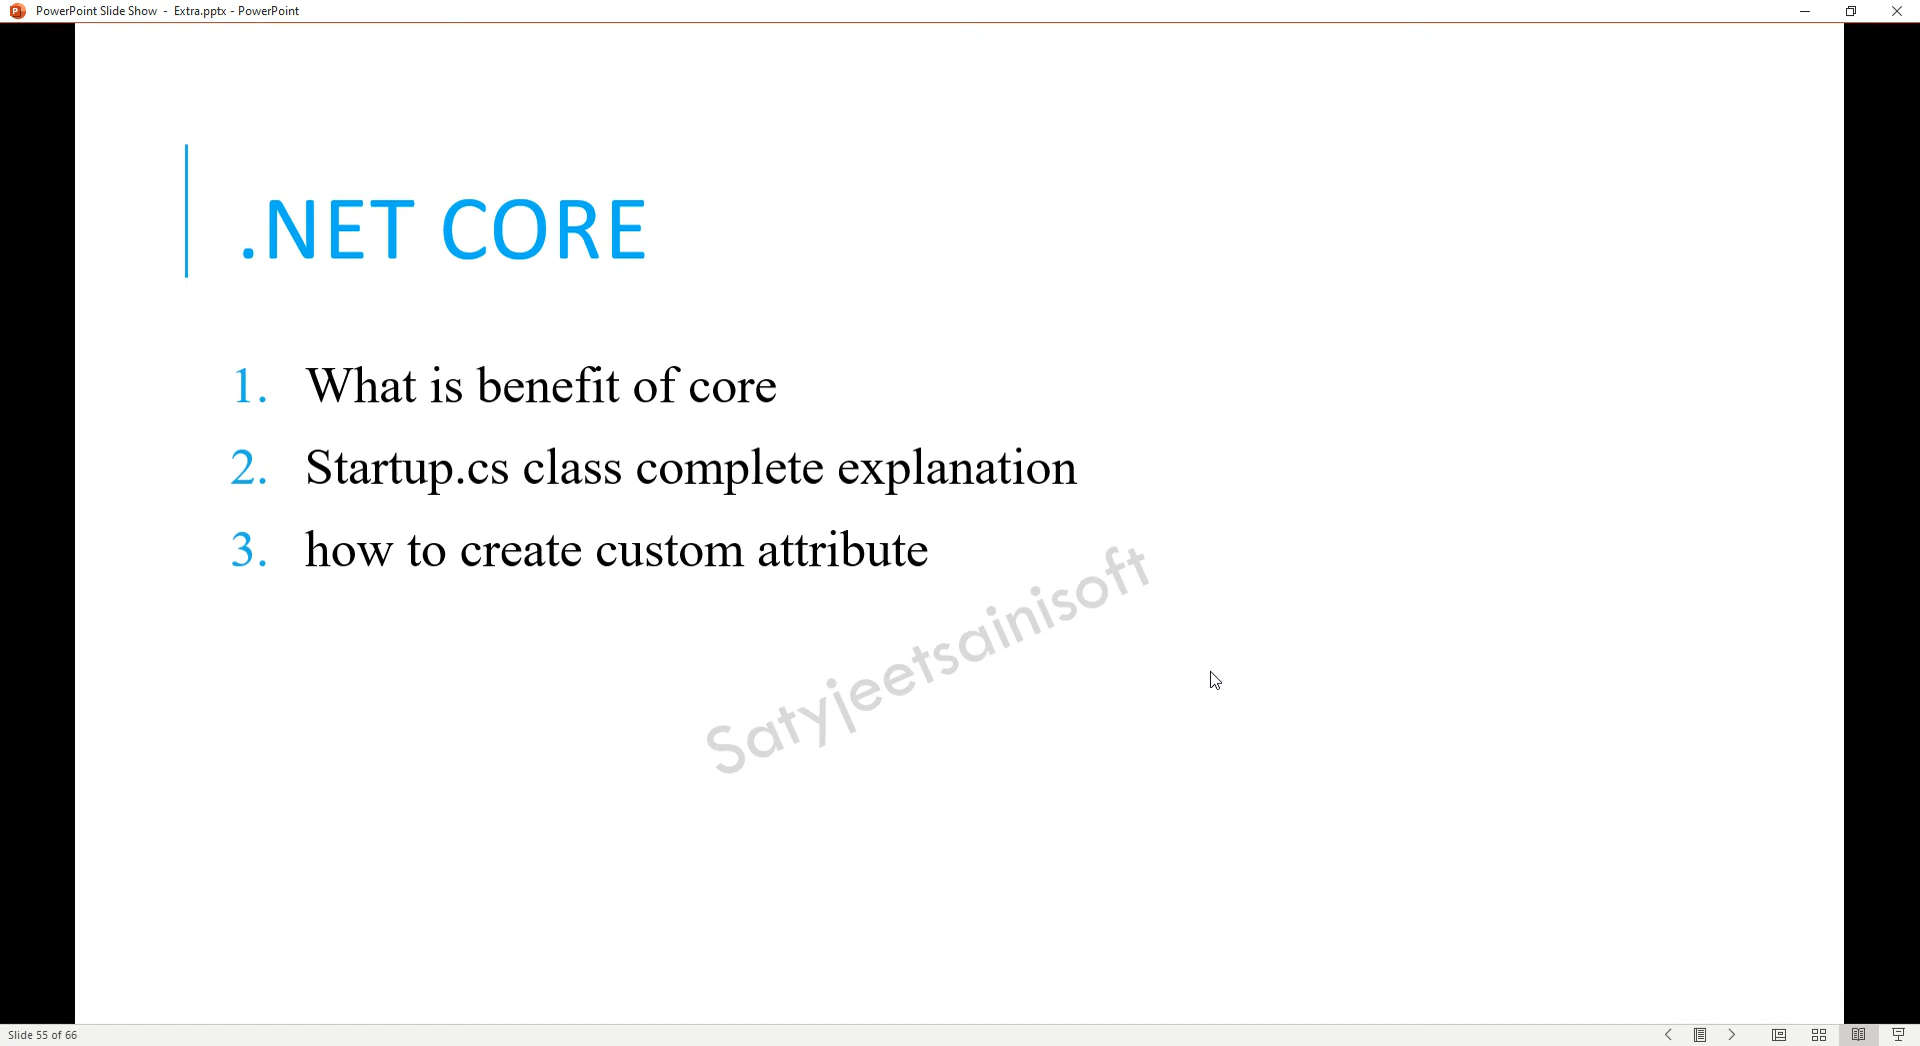 PowerPoint Slide Show - Extra.pptx - PowerPoint
.NET CORE
1. What is benefit of core
2. Startup.cs class complete explanation
3. how to create custom attribute
Satyjeetsainisoft
Slide 55 of 66